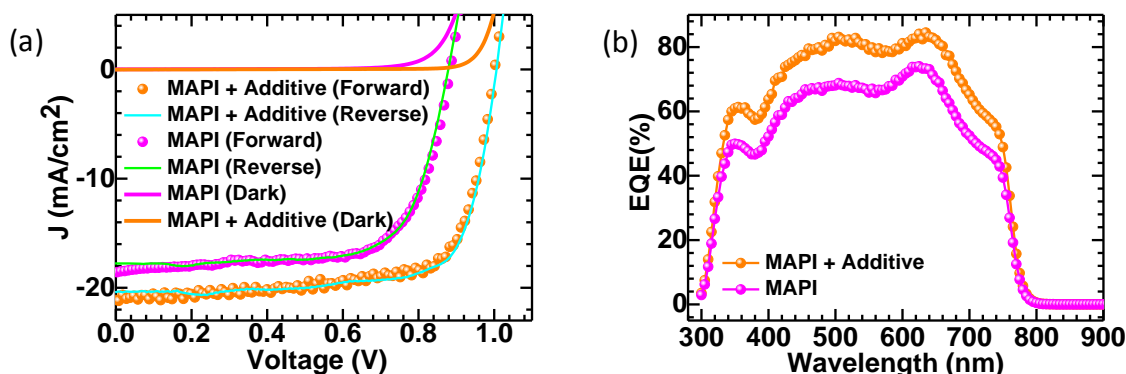 (a)
J (mA/cm²)
0
-10
-20
MAPI + Additive (Forward)
MAPI + Additive (Reverse)
MAPI (Forward)
MAPI (Reverse)
MAPI (Dark)
MAPI + Additive (Dark)
0.0 0.2 0.4 0.6 0.8 1.0
Voltage (V)
(b)
EQE(%)
80
60
40
20
0
MAPI + Additive
MAPI
300 400 500 600 700 800 900
Wavelength (nm)